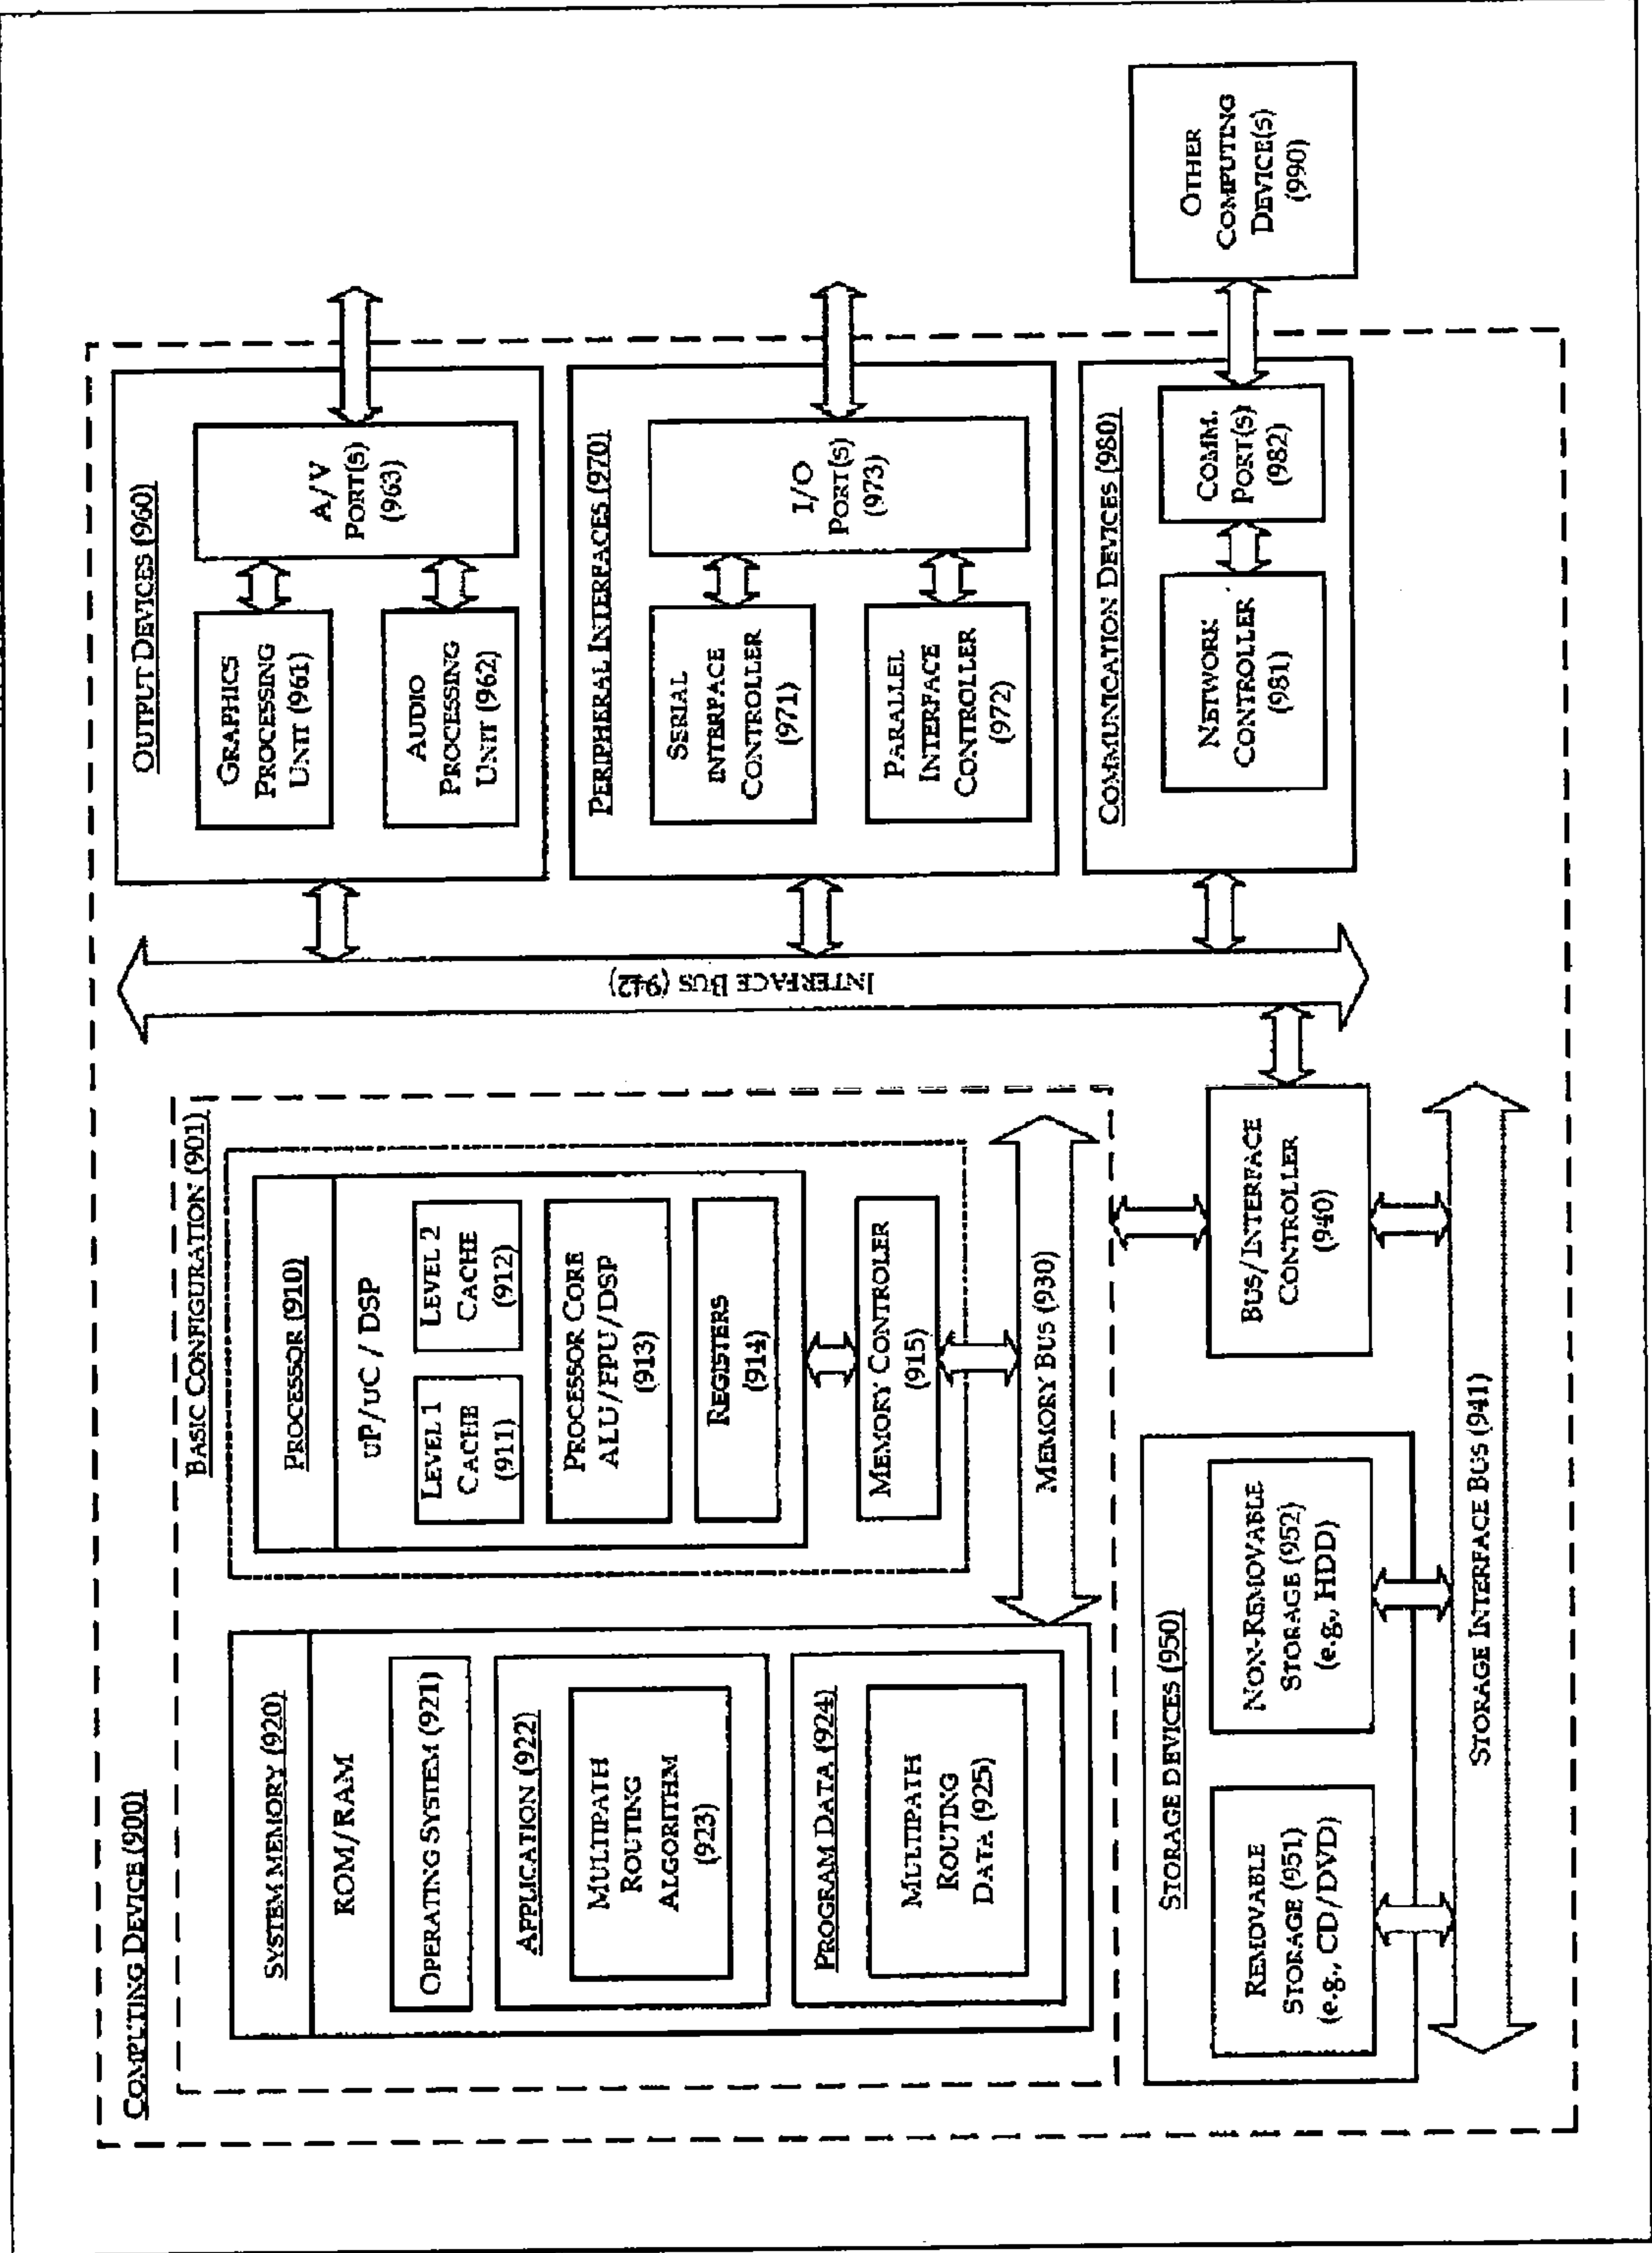 COMPUTING DEVICE (900)
BASIC CONFIGURATION (901)
SYSTEM MEMORY (920)
ROM/RAM
OPERATING SYSTEM (921)
APPLICATION (922)
MULTIPATH
ROUTING
ALGORITHM
(923)
PROGRAM DATA (924)
MULTIPATH
ROUTING
DATA (925)
PROCESSOR (910)
uP/uC / DSP
LEVEL 1
CACHE
(911)
LEVEL 2
CACHE
(912)
PROCESSOR CORE
ALU/FPU/DSP
(913)
REGISTERS
(914)
MEMORY CONTROLLER
(915)
MEMORY BUS (930)
BUS/INTERFACE
CONTROLLER
(940)
STORAGE DEVICES (950)
REMOVABLE
STORAGE (951)
(e.g., CD/DVD)
NON-REMOVABLE
STORAGE (952)
(e.g., HDD)
STORAGE INTERFACE BUS (941)
INTERFACE BUS (942)
OUTPUT DEVICES (960)
GRAPHICS
PROCESSING
UNIT (961)
AUDIO
PROCESSING
UNIT (962)
A/V
PORT(S)
(963)
PERIPHERAL INTERFACES (970)
SERIAL
INTERFACE
CONTROLLER
(971)
PARALLEL
INTERFACE
CONTROLLER
(972)
I/O
PORT(S)
(973)
COMMUNICATION DEVICES (980)
NETWORK
CONTROLLER
(981)
COMM.
PORT(S)
(982)
OTHER
COMPUTING
DEVICE(S)
(990)